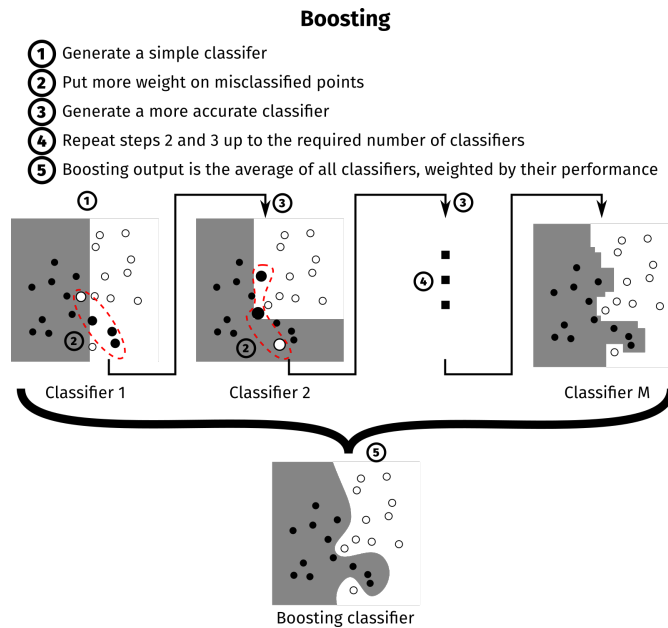 Boosting
1 Generate a simple classifer
2 Put more weight on misclassified points
3 Generate a more accurate classifier
4 Repeat steps 2 and 3 up to the required number of classifiers
5 Boosting output is the average of all classifiers, weighted by their performance
1
3
3
4
2
2
Classifier 1
Classifier 2
Classifier M
5
Boosting classifier